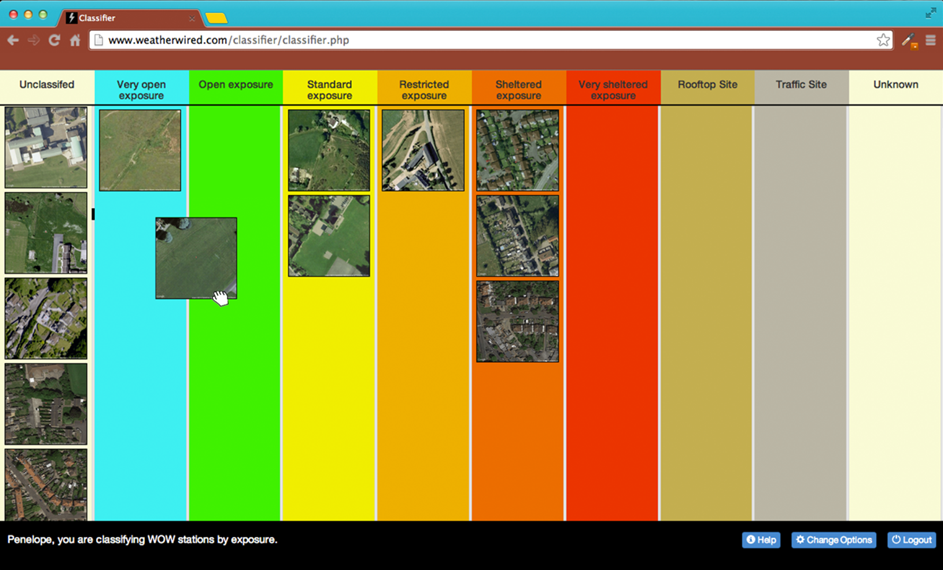 Classifier
www.weatherwired.com/classifier/classifier.php
Unclassifed
Very open
exposure
Open exposure
Standard
exposure
Restricted
exposure
Sheltered
exposure
Very sheltered
exposure
Rooftop Site
Traffic Site
Unknown
Penelope, you are classifying WOW stations by exposure.
Help
Change Options
Logout